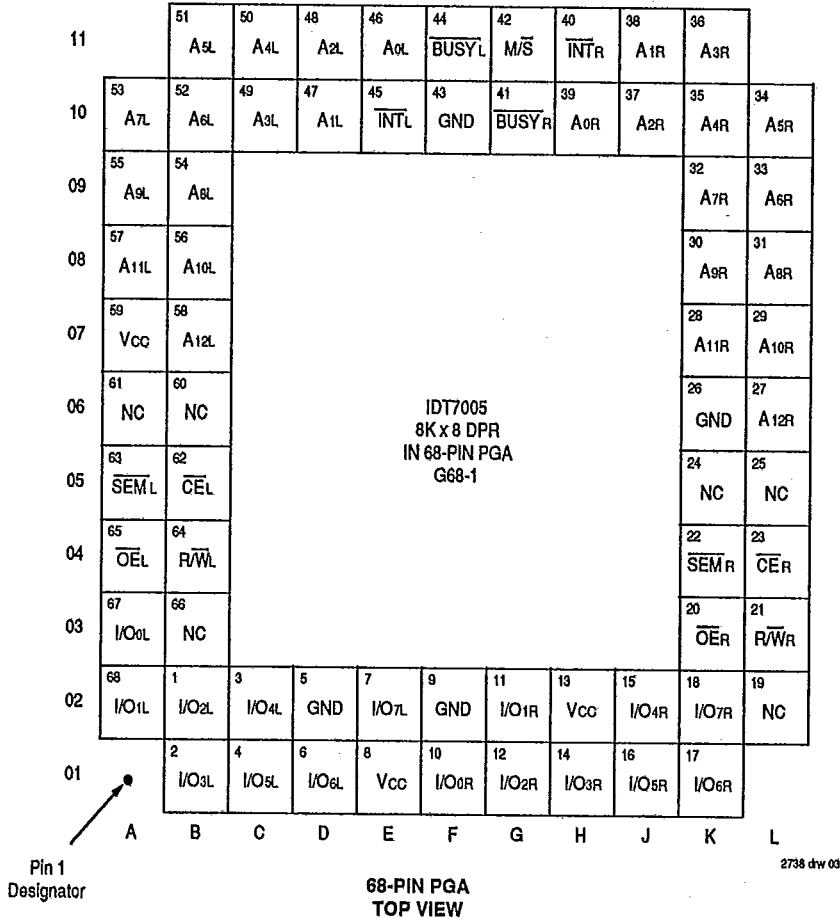 51 50 48 46 44 42 40 38 36
11 A5L A4L A2L A0L BUSYL M/S INTR A1R A3R
53 52 49 47 45 43 41 39 37 35 34
10 A7L A6L A3L A1L INTL GND BUSYR A0R A2R A4R A5R
55 54 32 33
09 A9L A8L A7R A6R
57 56 30 31
08 A11L A10L A9R A8R
59 58 28 29
07 VCC A12L A11R A10R
61 60 26 27
06 NC NC GND A12R
IDT7005
8K x 8 DPR
IN 68-PIN PGA
G68-1
63 62 24 25
05 SEML CEL NC NC
65 64 22 23
04 OEL R/WL SEMR CER
67 66 20 21
03 I/O0L NC OER R/WR
68 1 3 5 7 9 11 13 15 18 19
02 I/O1L I/O2L I/O4L GND I/O7L GND I/O1R VCC I/O4R I/O7R NC
2 4 6 8 10 12 14 16 17
01 I/O3L I/O5L I/O6L VCC I/O0R I/O2R I/O3R I/O5R I/O6R
A B C D E F G H J K L
Pin 1
Designator
2738 drw 03
68-PIN PGA
TOP VIEW